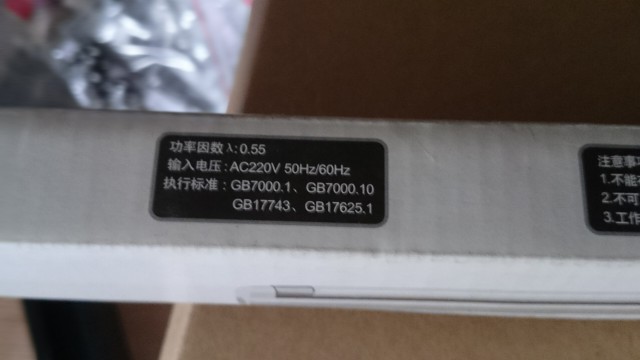 功率因数 λ:0.55
输入电压:AC220V 50Hz/60Hz
执行标准:GB7000.1、GB7000.10
GB17743、GB17625.1
注意事
1.不能
2.不可
3.工作